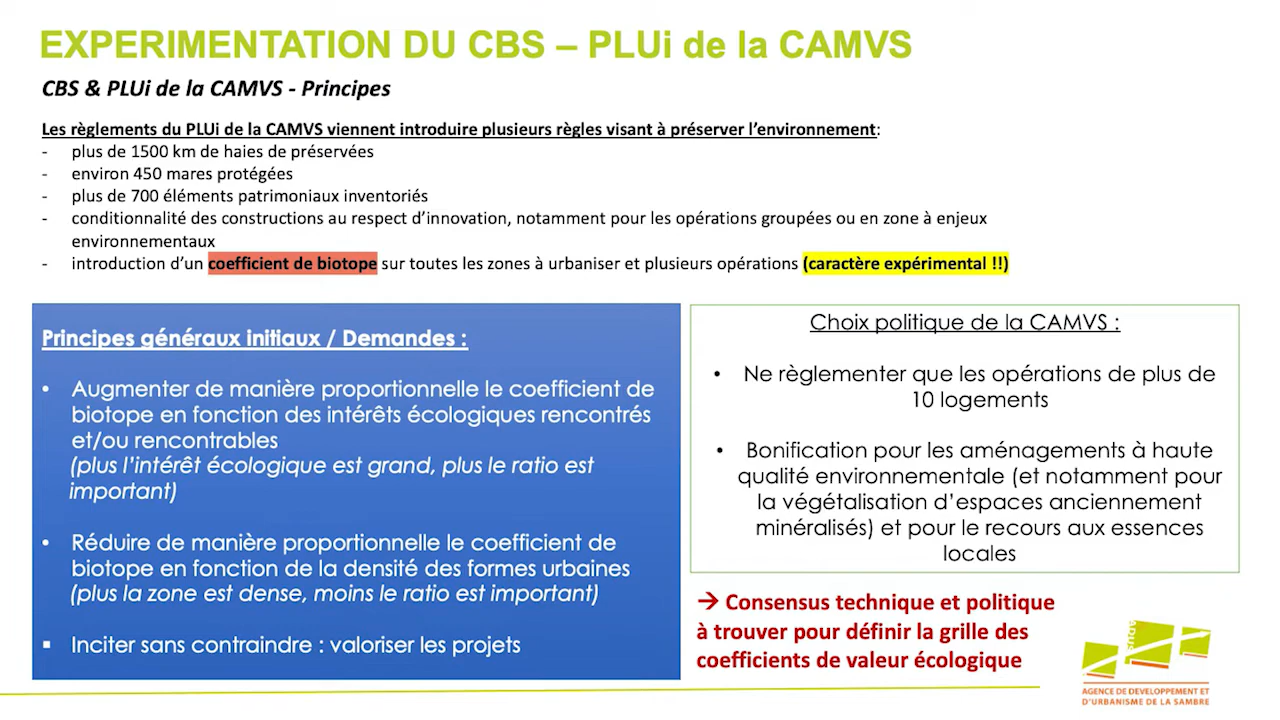 EXPERIMENTATION DU CBS – PLUi de la CAMVS
CBS & PLUi de la CAMVS - Principes
Les règlements du PLUi de la CAMVS viennent introduire plusieurs règles visant à préserver l’environnement:
- plus de 1500 km de haies de préservées
- environ 450 mares protégées
- plus de 700 éléments patrimoniaux inventoriés
- conditionnalité des constructions au respect d’innovation, notamment pour les opérations groupées ou en zone à enjeux
environnementaux
- introduction d’un coefficient de biotope sur toutes les zones à urbaniser et plusieurs opérations (caractère expérimental !!)
Principes généraux initiaux / Demandes :
• Augmenter de manière proportionnelle le coefficient de
biotope en fonction des intérêts écologiques rencontrés
et/ou rencontrables
(plus l’intérêt écologique est grand, plus le ratio est
important)
• Réduire de manière proportionnelle le coefficient de
biotope en fonction de la densité des formes urbaines
(plus la zone est dense, moins le ratio est important)
▪ Inciter sans contraindre : valoriser les projets
Choix politique de la CAMVS :
• Ne règlementer que les opérations de plus de
10 logements
• Bonification pour les aménagements à haute
qualité environnementale (et notamment pour
la végétalisation d’espaces anciennement
minéralisés) et pour le recours aux essences
locales
→ Consensus technique et politique
à trouver pour définir la grille des
coefficients de valeur écologique
AGENCE DE DEVELOPPEMENT ET
D’URBANISME DE LA SAMBRE